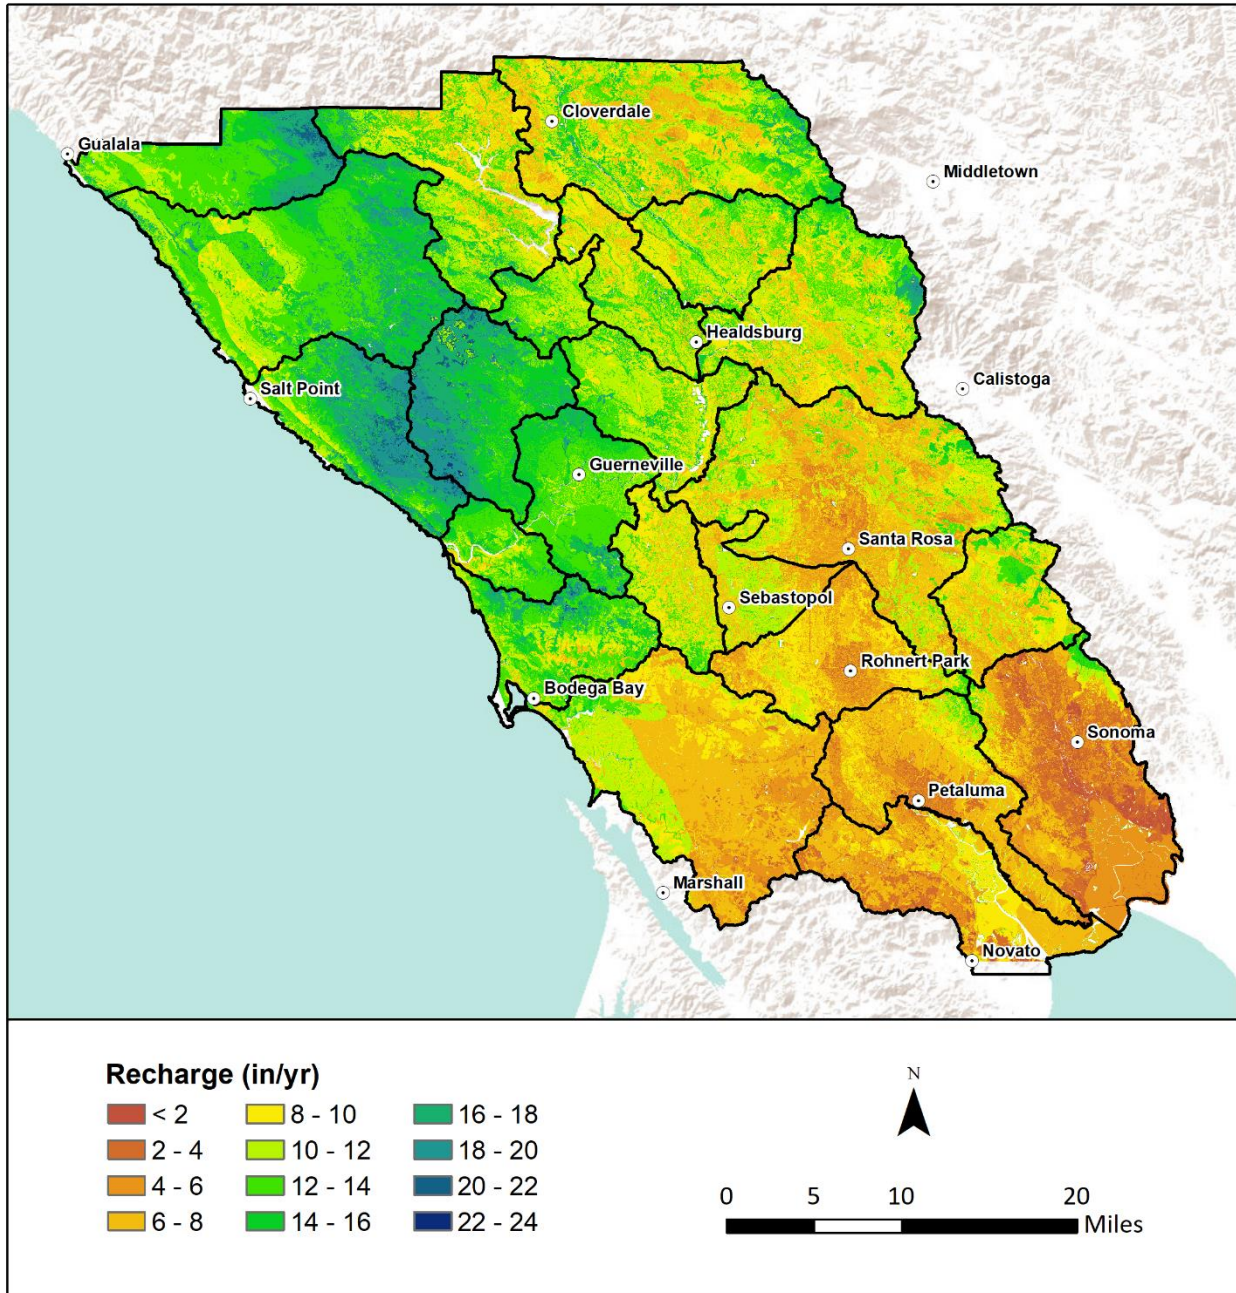 Cloverdale
Gualala
Middletown
Healdsburg
Calistoga
Salt Point
Guerneville
Santa Rosa
Sebastopol
Rohnert Park
Bodega Bay
Sonoma
Petaluma
Marshall
Novato
Recharge (in/yr)
< 2
2 - 4
4 - 6
6 - 8
8 - 10
10 - 12
12 - 14
14 - 16
16 - 18
18 - 20
20 - 22
22 - 24
N
0 5 10 20
Miles